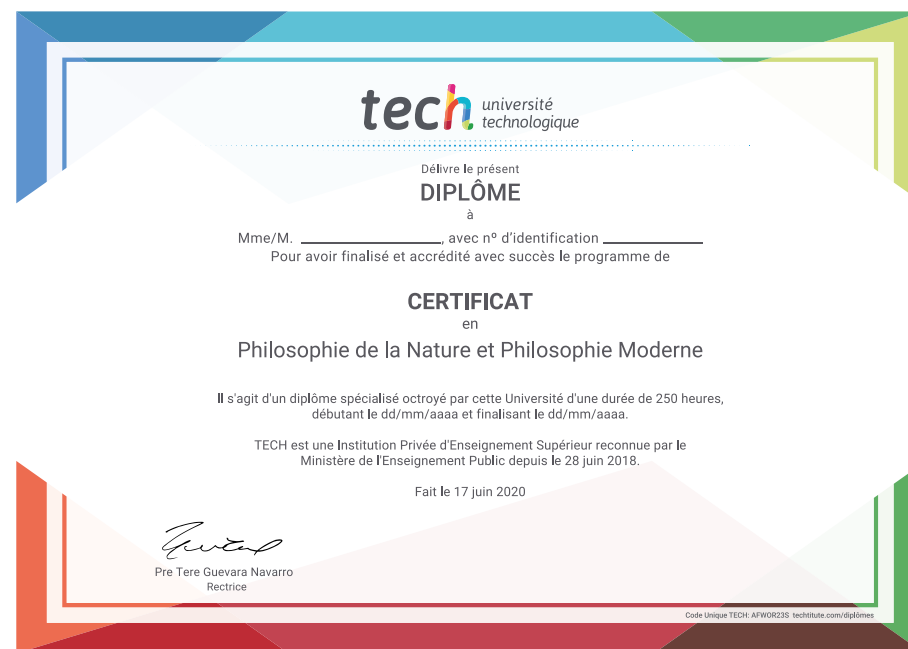 tech université
technologique
Délivre le présent
DIPLÔME
à
Mme/M. ____________________, avec nº d'identification ______________
Pour avoir finalisé et accrédité avec succès le programme de
CERTIFICAT
en
Philosophie de la Nature et Philosophie Moderne
Il s'agit d'un diplôme spécialisé octroyé par cette Université d'une durée de 250 heures,
débutant le dd/mm/aaaa et finalisant le dd/mm/aaaa.
TECH est une Institution Privée d'Enseignement Supérieur reconnue par le
Ministère de l'Enseignement Public depuis le 28 juin 2018.
Fait le 17 juin 2020
Pre Tere Guevara Navarro
Rectrice
Code Unique TECH: AFWOR23S techtitute.com/diplômes